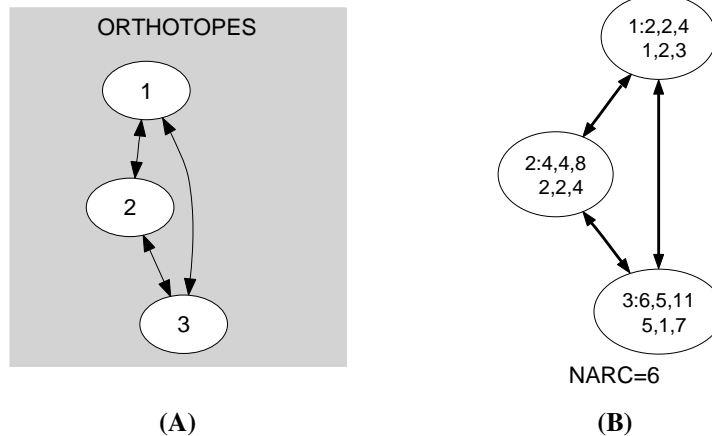 ORTHOTOPES
1
2
3
(A)
1:2,2,4
1,2,3
2:4,4,8
2,2,4
3:6,5,11
5,1,7
NARC=6
(B)